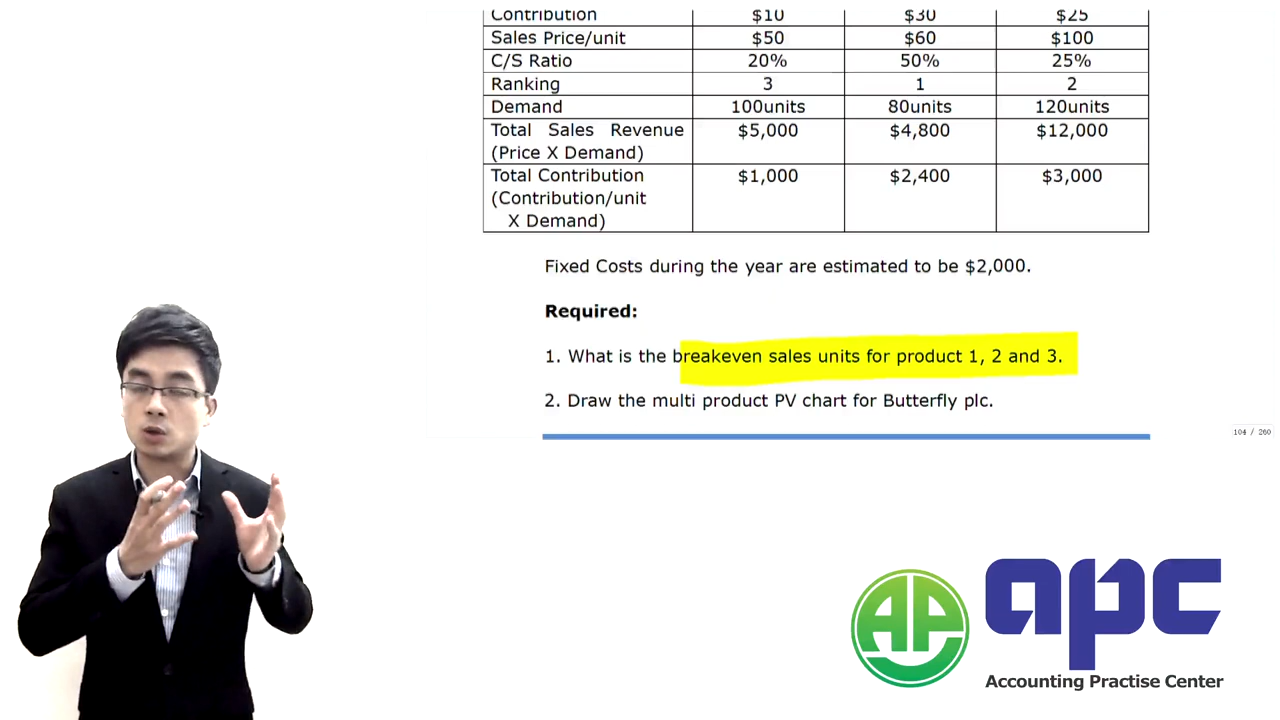 Contribution $10 $30 $25
Sales Price/unit $50 $60 $100
C/S Ratio 20% 50% 25%
Ranking 3 1 2
Demand 100units 80units 120units
Total Sales Revenue $5,000 $4,800 $12,000
(Price X Demand)
Total Contribution $1,000 $2,400 $3,000
(Contribution/unit
X Demand)
Fixed Costs during the year are estimated to be $2,000.
Required:
1. What is the breakeven sales units for product 1, 2 and 3.
2. Draw the multi product PV chart for Butterfly plc.
104 / 260
AP
apc
Accounting Practise Center